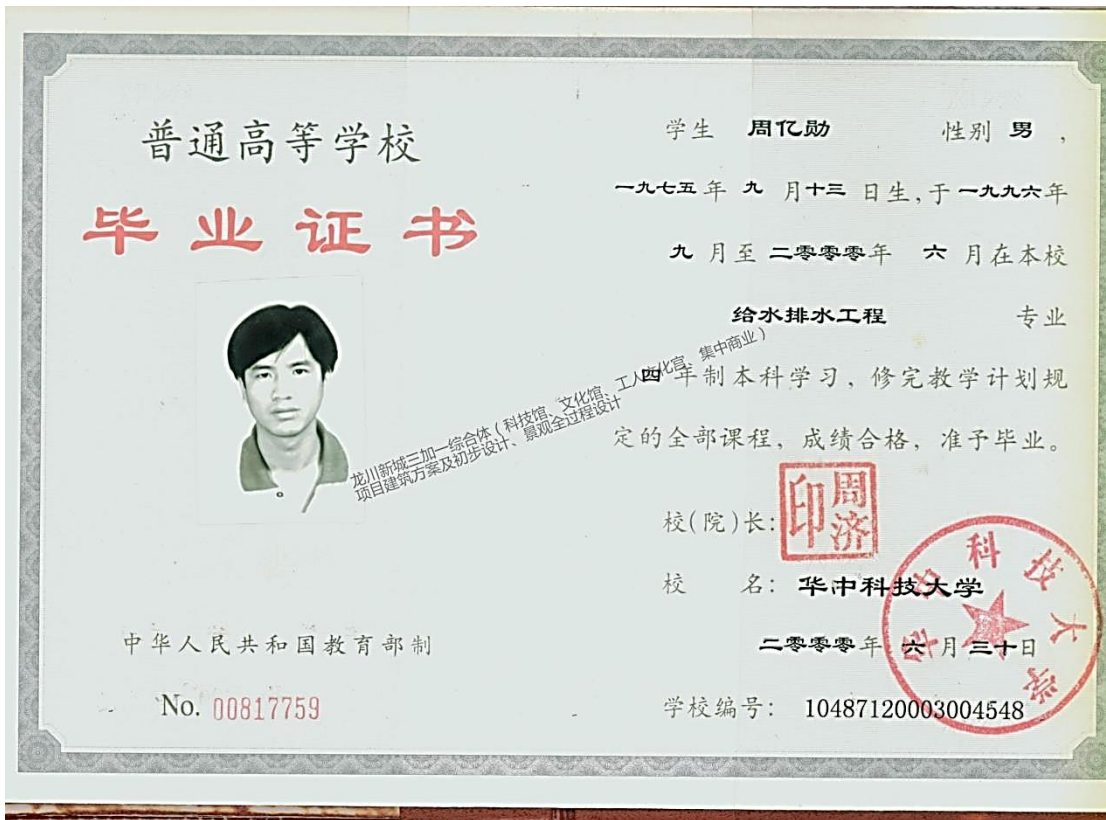 普通高等学校
毕业证书
中华人民共和国教育部制
No. 00817759
学生 周亿勋 性别 男，
一九七五年 九 月十三 日生，于一九九六年
九 月至二零零零年 六 月在本校
给水排水工程 专业
四 年制本科学习，修完教学计划规
定的全部课程，成绩合格，准予毕业。
校(院)长：
周济印
校 名：华中科技大学
二零零零年 六 月三十日
学校编号：10487120003004548
华中科技大学
龙川新城三加一综合体（科技馆、文化馆、工人文化宫、集中商业）
项目建筑方案及初步设计、景观全过程设计